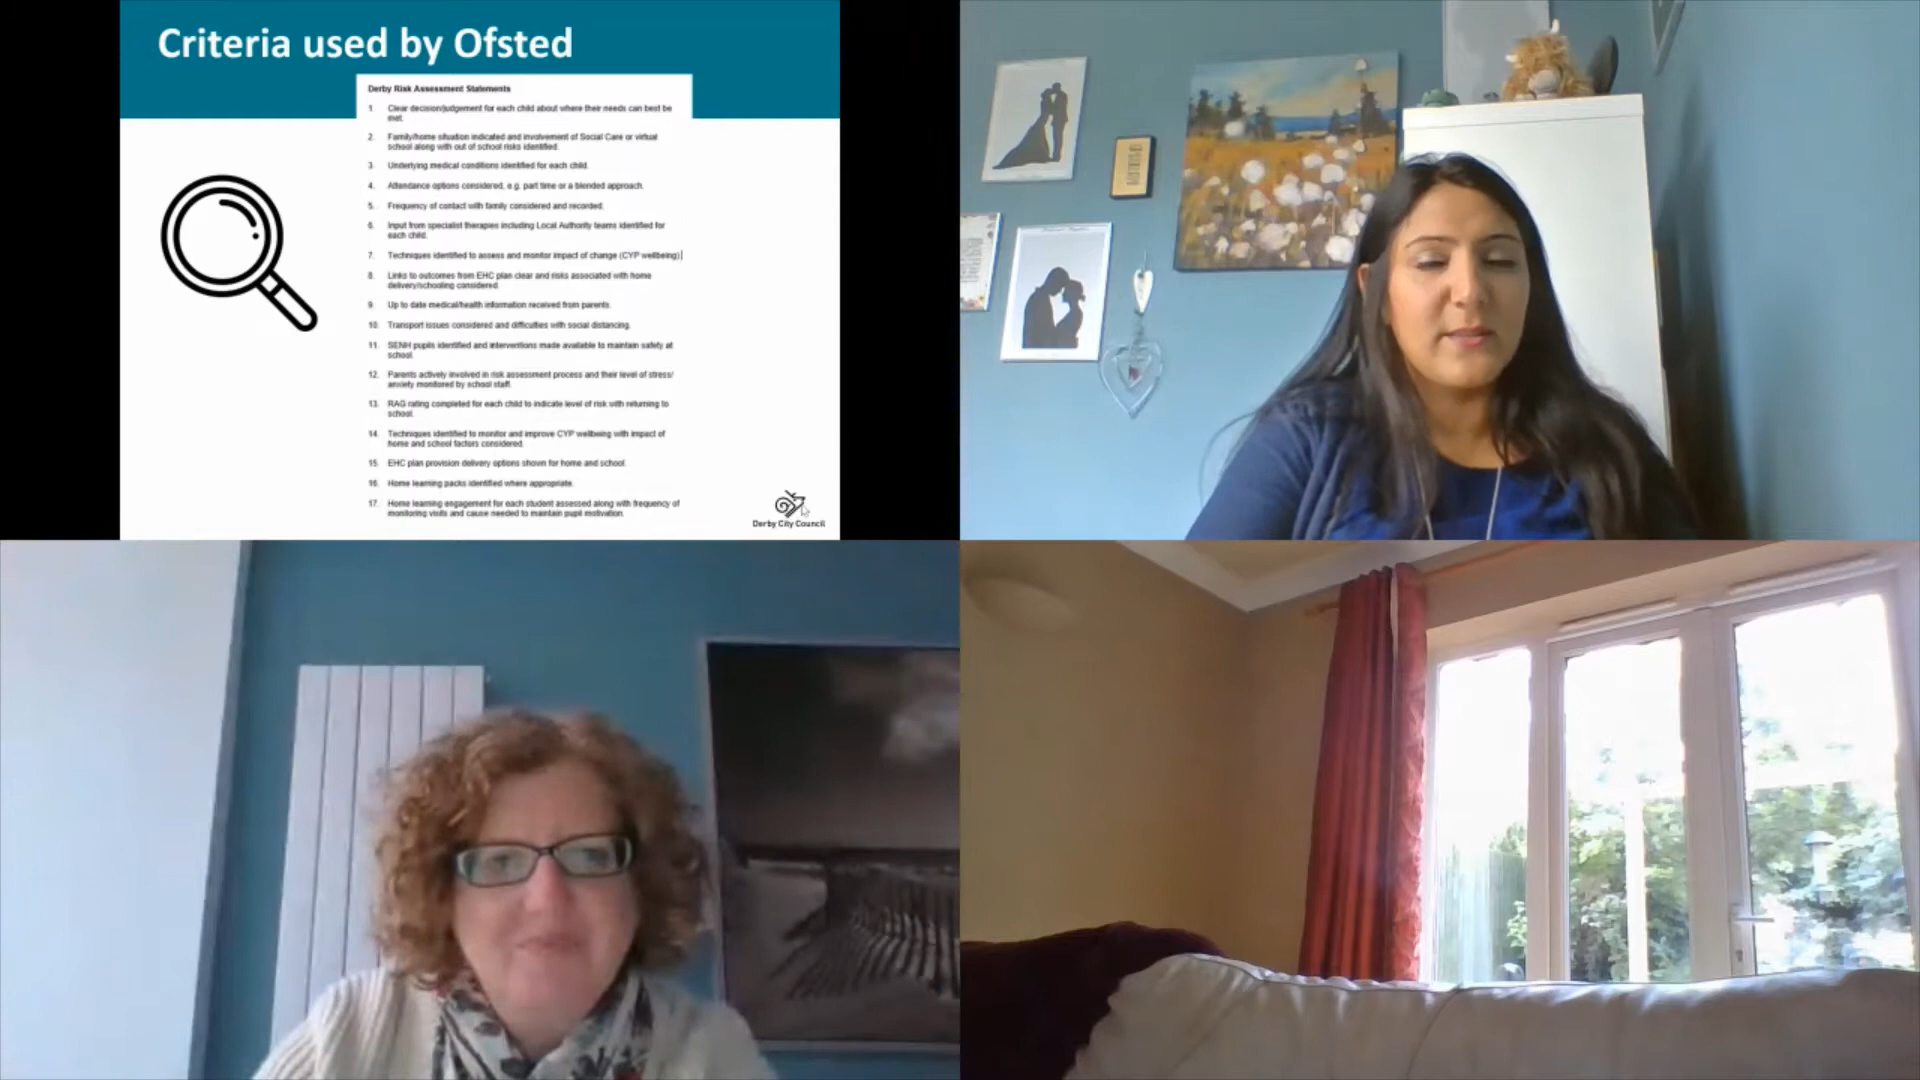 Criteria used by Ofsted
Derby Risk Assessment Statements
1. Clear decision/judgement for each child about where their needs can best be
met.
2. Family/home situation indicated and involvement of Social Care or virtual
school along with out of school risks identified.
3. Underlying medical conditions identified for each child.
4. Attendance options considered, e.g. part time or a blended approach.
5. Frequency of contact with family considered and recorded.
6. Input from specialist therapies including Local Authority teams identified for
each child.
7. Techniques identified to assess and monitor impact of change (CYP wellbeing)
8. Links to outcomes from EHC plan clear and risks associated with home
delivery/schooling considered.
9. Up to date medical/health information received from parents.
10. Transport issues considered and difficulties with social distancing.
11. SENH pupils identified and interventions made available to maintain safety at
school.
12. Parents actively involved in risk assessment process and their level of stress/
anxiety monitored by school staff.
13. RAG rating completed for each child to indicate level of risk with returning to
school.
14. Techniques identified to monitor and improve CYP wellbeing with impact of
home and school factors considered.
15. EHC plan provision delivery options shown for home and school.
16. Home learning packs identified where appropriate.
17. Home learning engagement for each student assessed along with frequency of
monitoring visits and cause needed to maintain pupil motivation.
Derby City Council